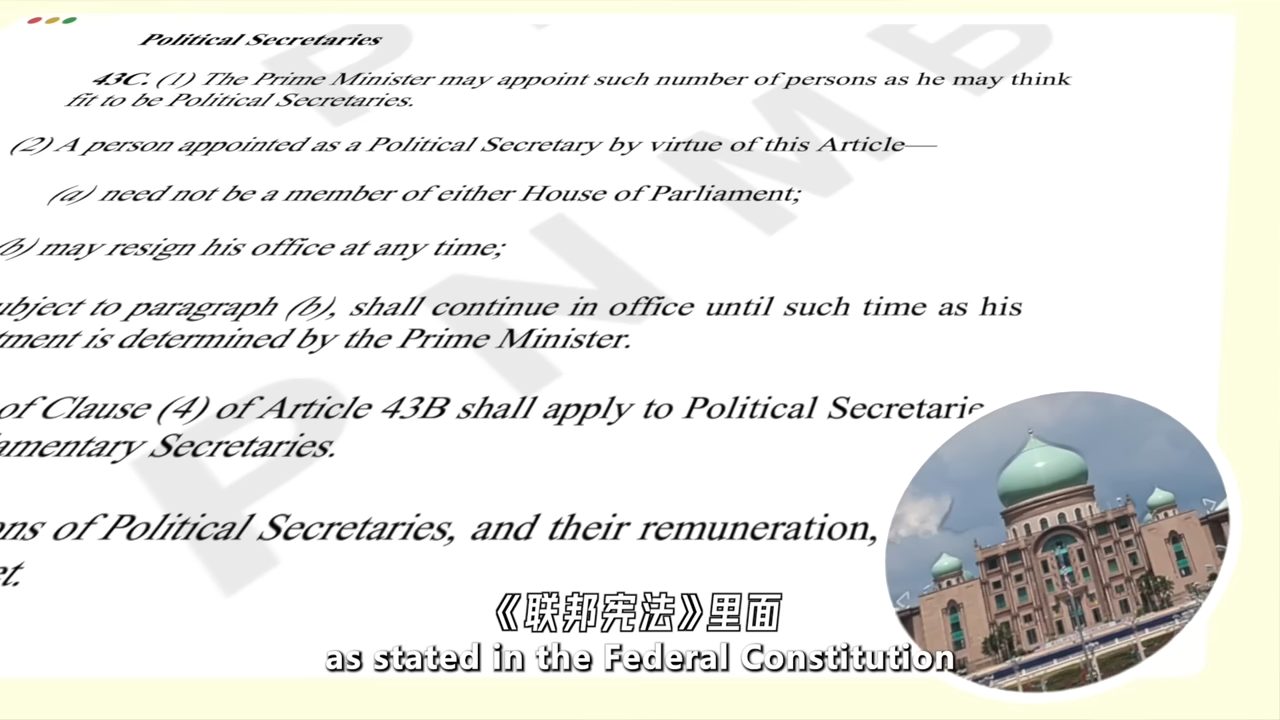 Political Secretaries
43C. (1) The Prime Minister may appoint such number of persons as he may think
fit to be Political Secretaries.
(2) A person appointed as a Political Secretary by virtue of this Article—
(a) need not be a member of either House of Parliament;
(b) may resign his office at any time;
subject to paragraph (b), shall continue in office until such time as his
tment is determined by the Prime Minister.
of Clause (4) of Article 43B shall apply to Political Secretarie
amentary Secretaries.
ons of Political Secretaries, and their remuneration,
et.
《联邦宪法》里面
as stated in the Federal Constitution